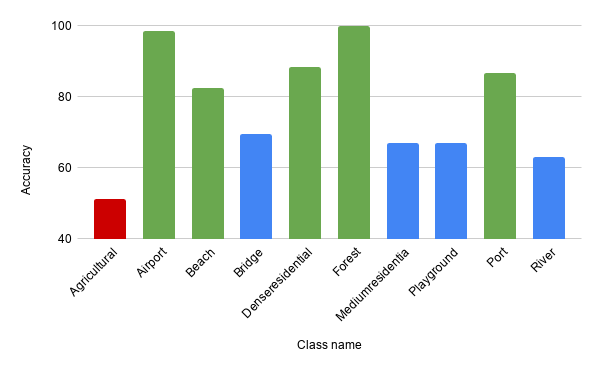 100
80
60
40
Accuracy
Agricultural
Airport
Beach
Bridge
Denseresidential
Forest
Mediumresidentia
Playground
Port
River
Class name